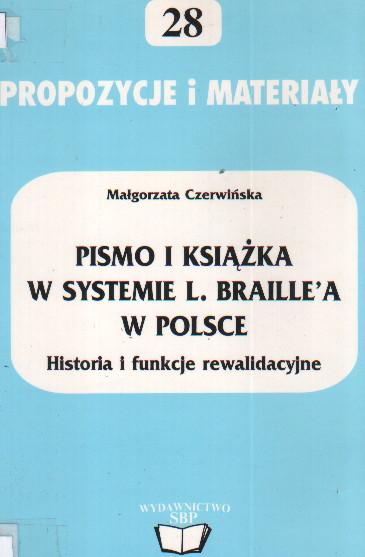 28
PROPOZYCJE i MATERIAŁY
Małgorzata Czerwińska
PISMO I KSIĄŻKA
W SYSTEMIE L. BRAILLE'A
W POLSCE
Historia i funkcje rewalidacyjne
WYDAWNICTWO
SBP